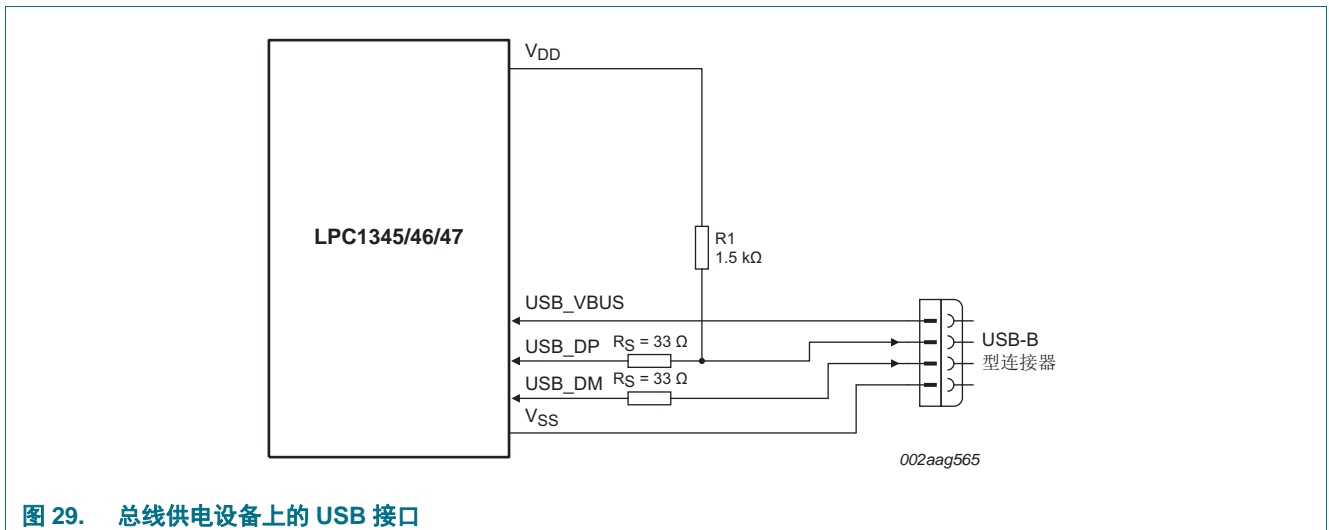 VDD
LPC1345/46/47
R1
1.5 kΩ
USB_VBUS
USB_DP RS = 33 Ω
USB_DM RS = 33 Ω
VSS
USB-B
型连接器
002aag565
图 29. 总线供电设备上的 USB 接口